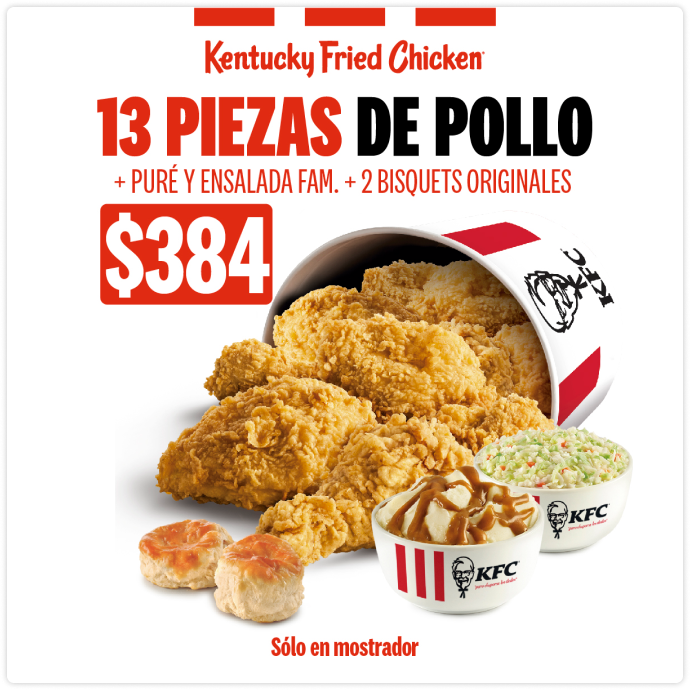 Kentucky Fried Chicken
13 PIEZAS DE POLLO
+ PURÉ Y ENSALADA FAM. + 2 BISQUETS ORIGINALES
$384
KFC
KFC
KFC
Sólo en mostrador